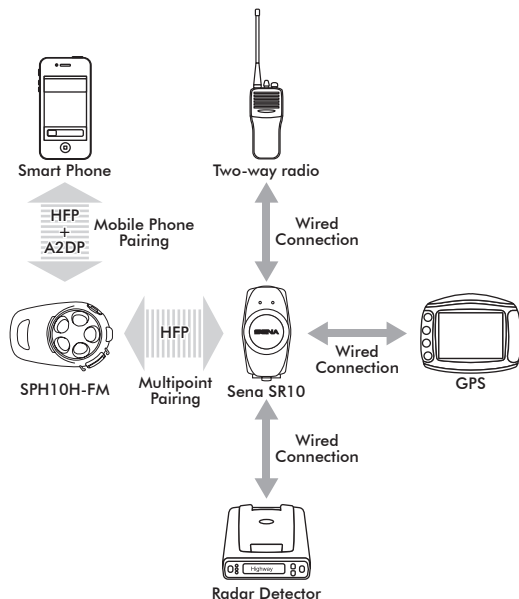 Smart Phone
Two-way radio
HFP
+
A2DP
Mobile Phone
Pairing
Wired
Connection
HFP
SENA
Wired
Connection
SPH10H-FM
Multipoint
Pairing
Sena SR10
GPS
Wired
Connection
Highway
Radar Detector